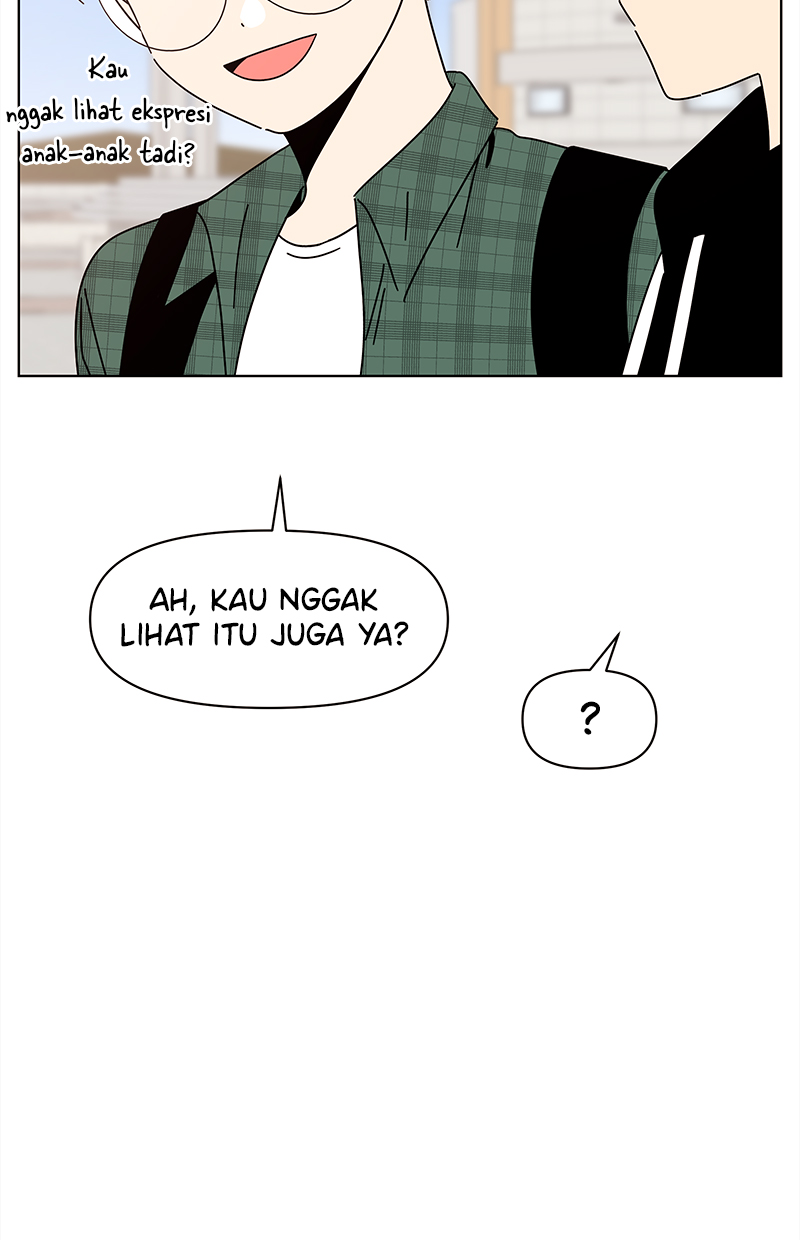 Kau
nggak lihat ekspresi
anak-anak tadi?
AH, KAU NGGAK
LIHAT ITU JUGA YA?
?